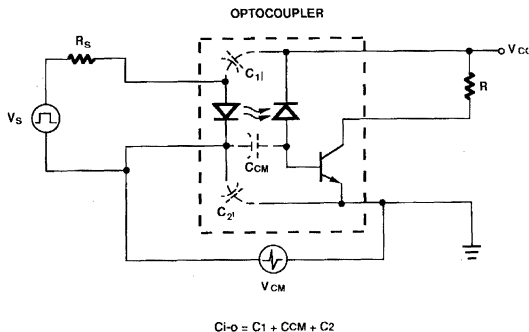 OPTOCOUPLER
RS
C1
VCC
R
VS
CCM
C2
VCM
Ci-o = C1 + CCM + C2